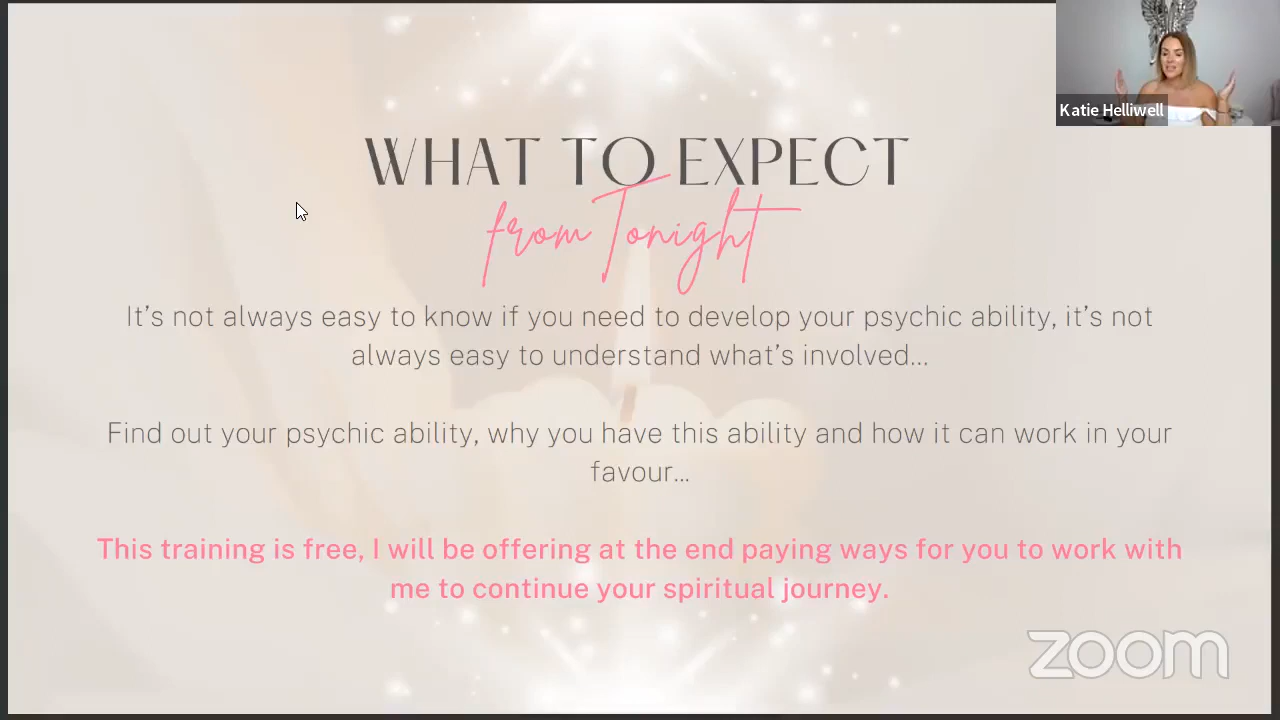 Katie Helliwell
WHAT TO EXPECT
from Tonight
It’s not always easy to know if you need to develop your psychic ability, it’s not
always easy to understand what’s involved...
Find out your psychic ability, why you have this ability and how it can work in your
favour...
This training is free, I will be offering at the end paying ways for you to work with
me to continue your spiritual journey.
zoom